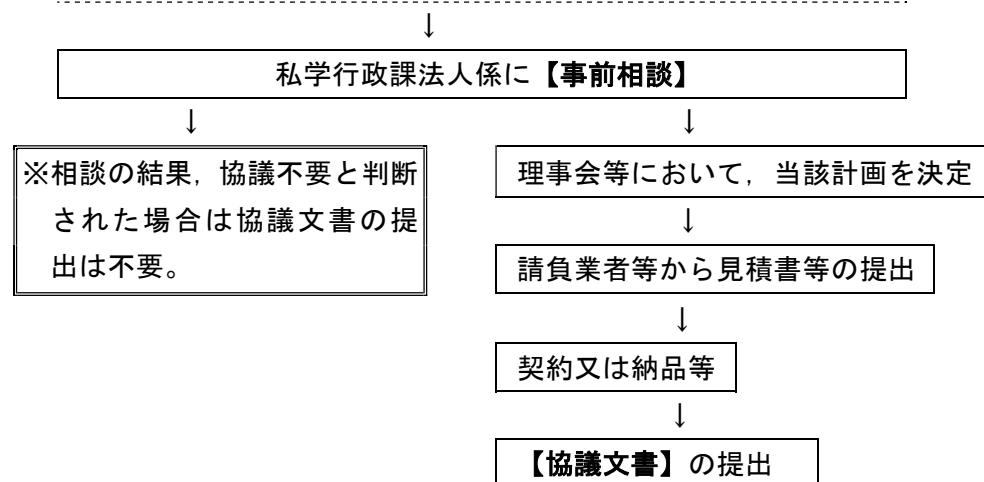 ↓
私学行政課法人係に【事前相談】
↓
↓
※相談の結果，協議不要と判断
された場合は協議文書の提
出は不要。
理事会等において，当該計画を決定
↓
請負業者等から見積書等の提出
↓
契約又は納品等
↓
【協議文書】の提出